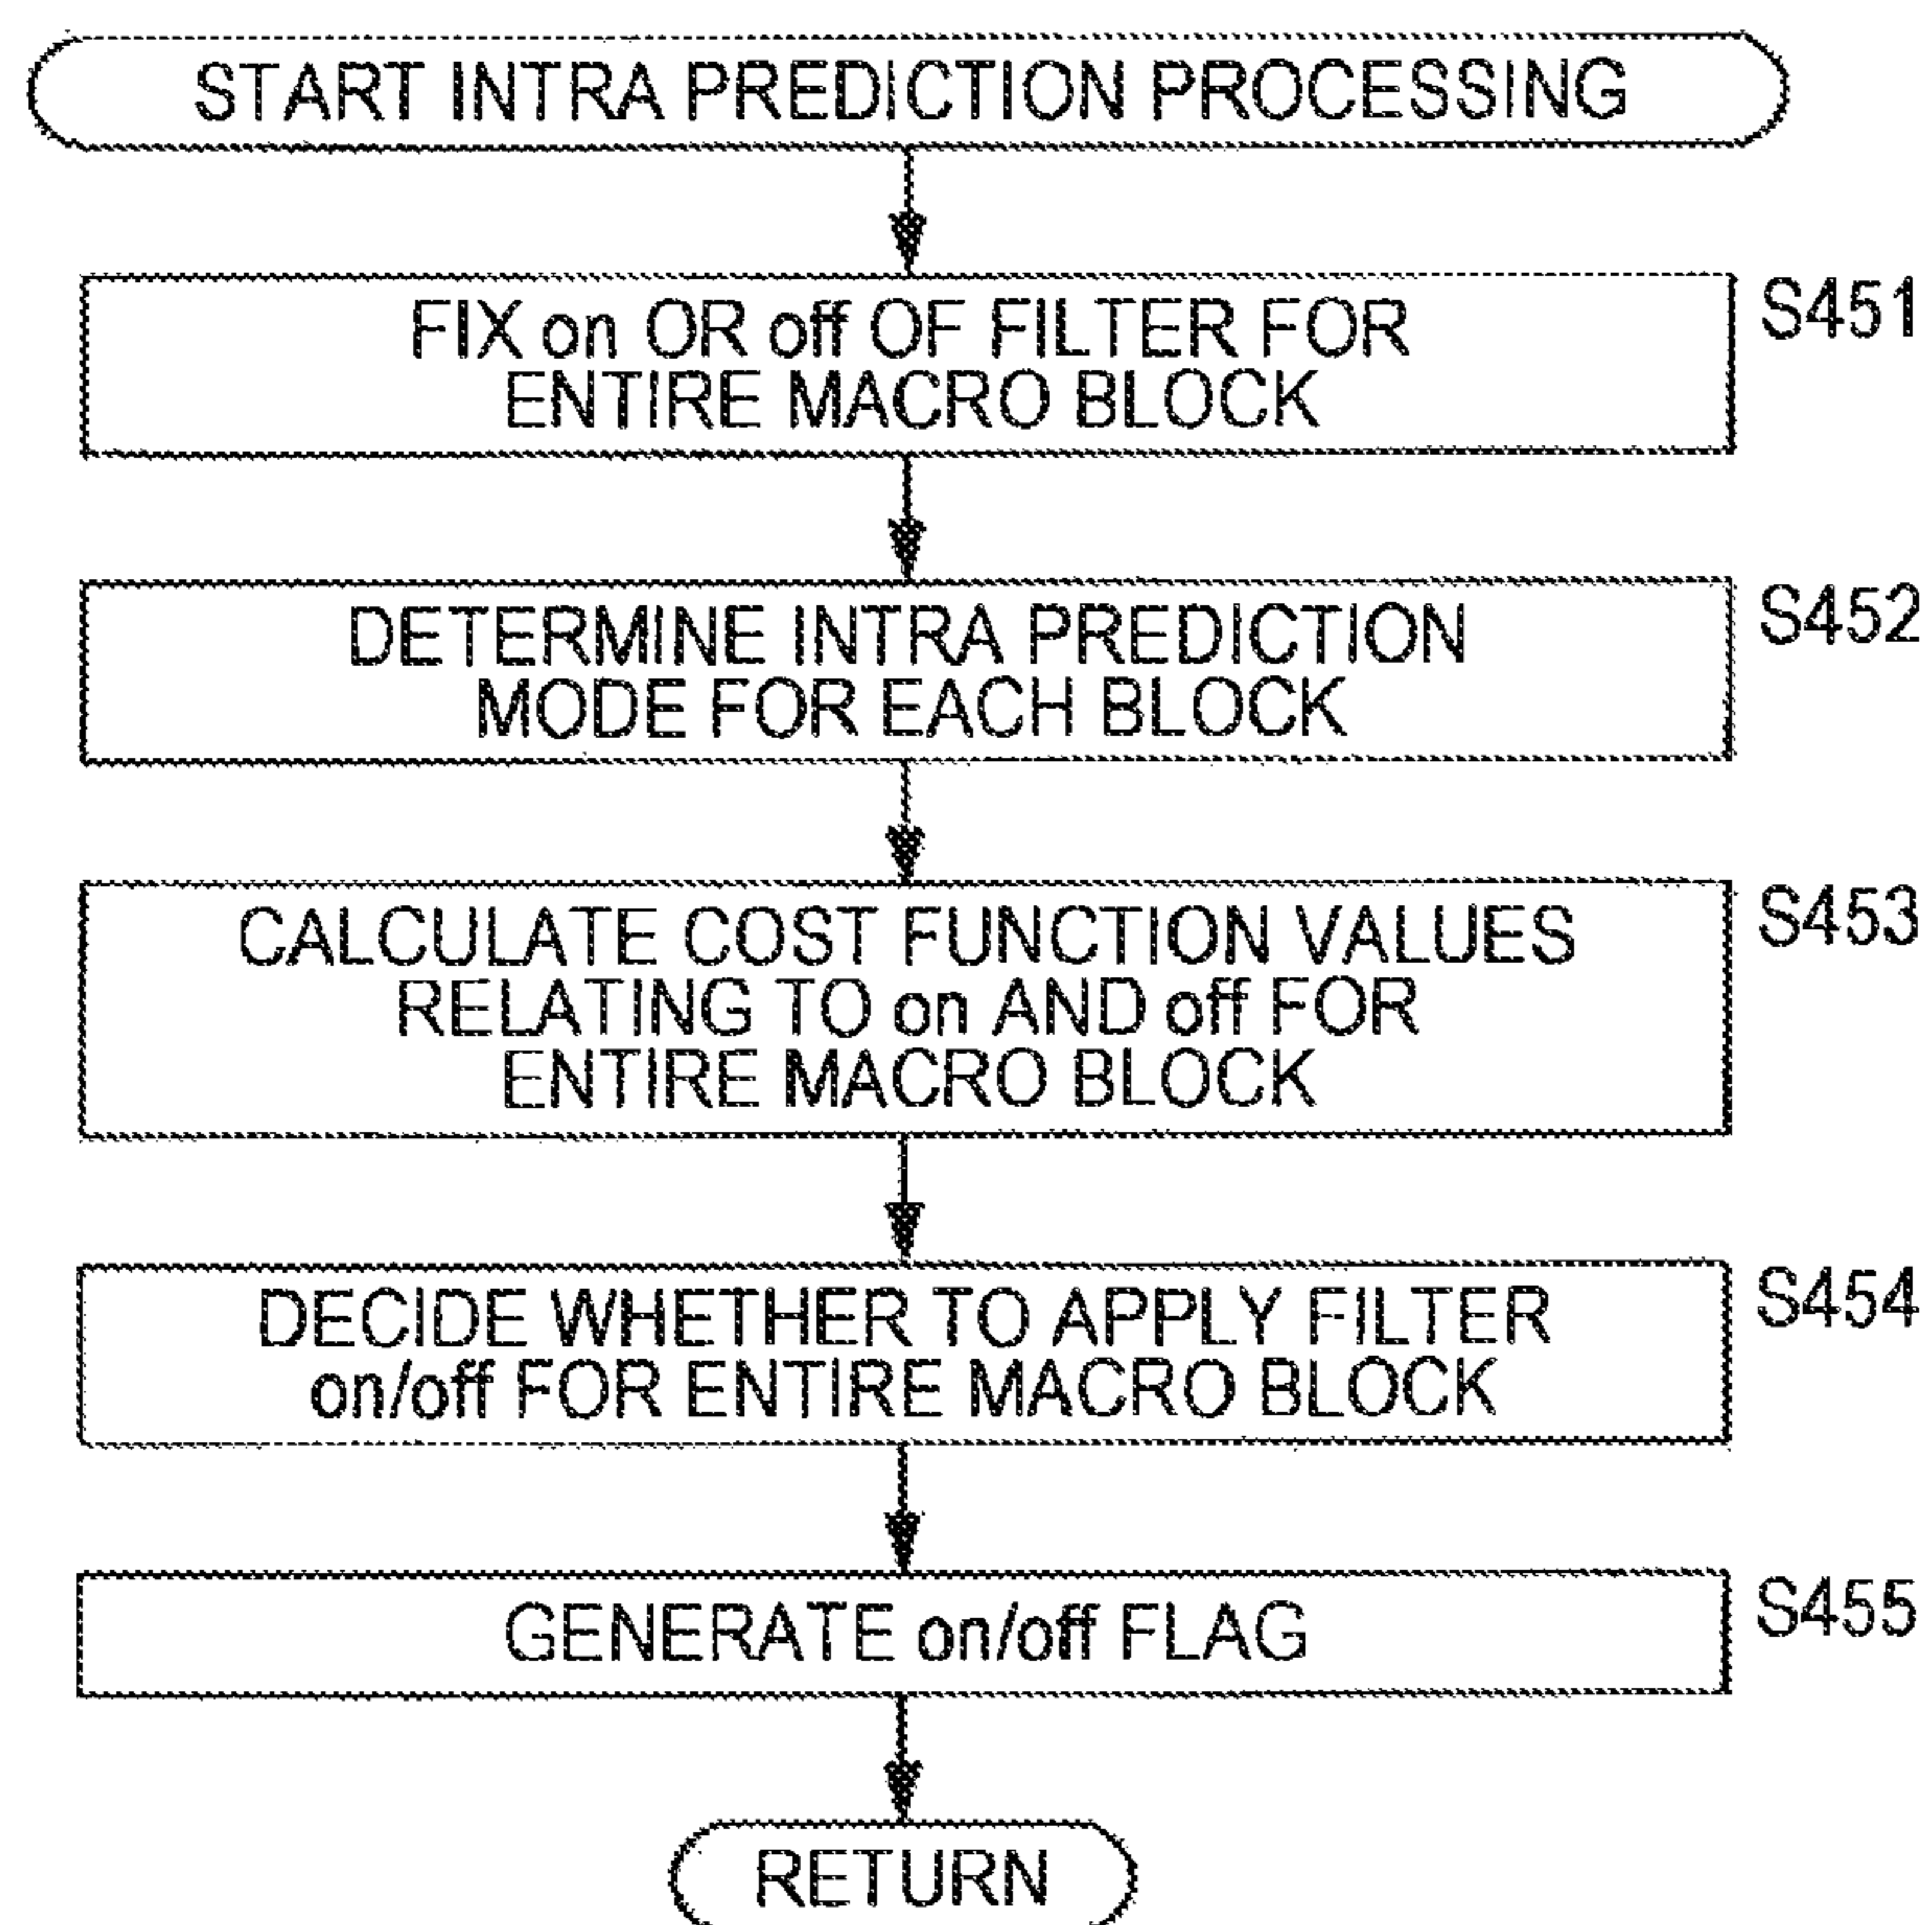 START INTRA PREDICTION PROCESSING
FIX on OR off OF FILTER FOR
ENTIRE MACRO BLOCK
S451
DETERMINE INTRA PREDICTION
MODE FOR EACH BLOCK
S452
CALCULATE COST FUNCTION VALUES
RELATING TO on AND off FOR
ENTIRE MACRO BLOCK
S453
DECIDE WHETHER TO APPLY FILTER
on/off FOR ENTIRE MACRO BLOCK
S454
GENERATE on/off FLAG
S455
RETURN